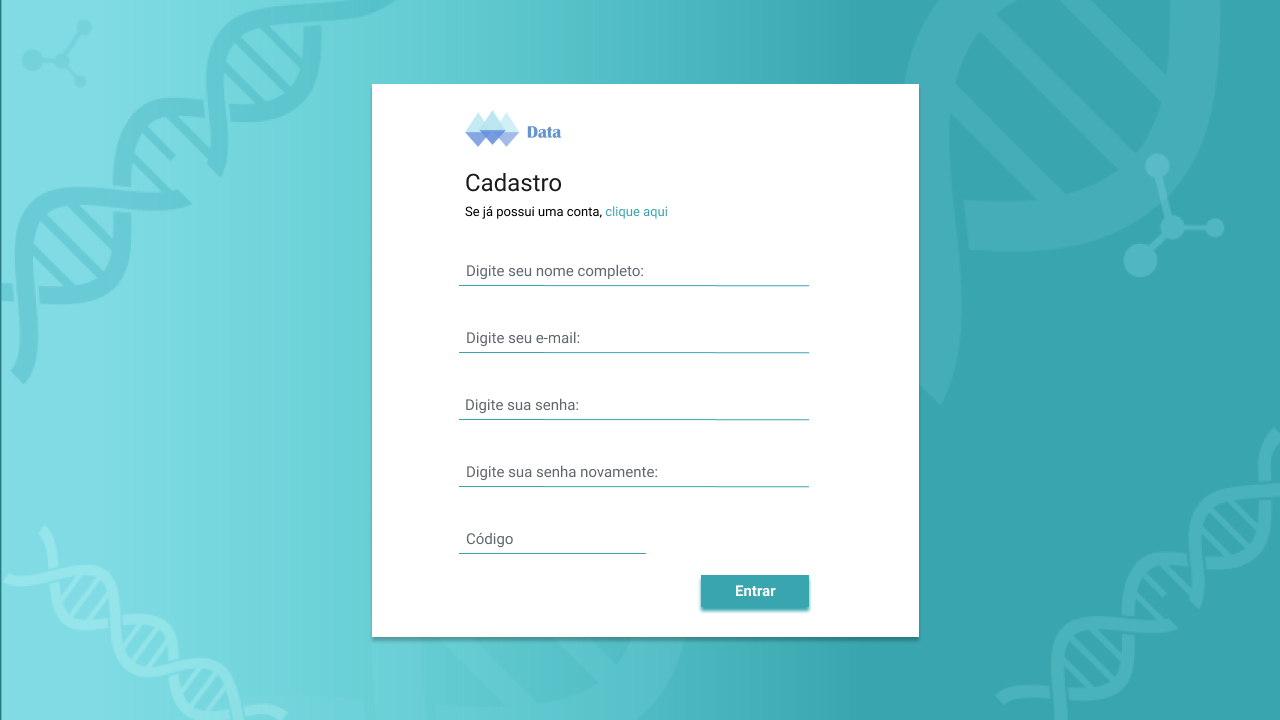 Data
Cadastro
Se já possui uma conta, clique aqui
Digite seu nome completo:
Digite seu e-mail:
Digite sua senha:
Digite sua senha novamente:
Código
Entrar